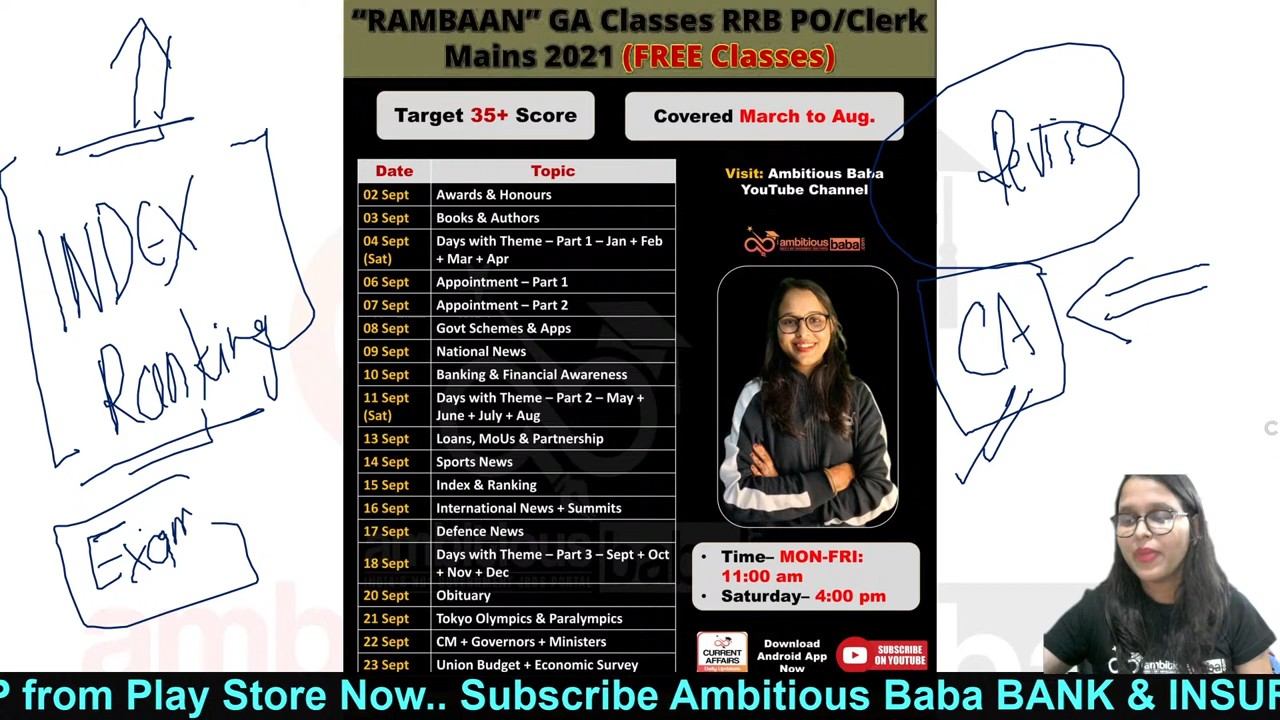 “RAMBAAN” GA Classes RRB PO/Clerk
Mains 2021 (FREE Classes)
Target 35+ Score
Covered March to Aug.
Date Topic
02 Sept Awards & Honours
03 Sept Books & Authors
04 Sept (Sat) Days with Theme – Part 1 – Jan + Feb
+ Mar + Apr
06 Sept Appointment – Part 1
07 Sept Appointment – Part 2
08 Sept Govt Schemes & Apps
09 Sept National News
10 Sept Banking & Financial Awareness
11 Sept (Sat) Days with Theme – Part 2 – May +
June + July + Aug
13 Sept Loans, MoUs & Partnership
14 Sept Sports News
15 Sept Index & Ranking
16 Sept International News + Summits
17 Sept Defence News
18 Sept Days with Theme – Part 3 – Sept + Oct
+ Nov + Dec
20 Sept Obituary
21 Sept Tokyo Olympics & Paralympics
22 Sept CM + Governors + Ministers
23 Sept Union Budget + Economic Survey
Visit: Ambitious Baba
YouTube Channel
ambitiousbaba.com
• Time– MON-FRI:
11:00 am
• Saturday– 4:00 pm
CURRENT
AFFAIRS
Daily Updates
Download
Android App
Now
SUBSCRIBE
ON YOUTUBE
INDEX
Ranking
Exam
CA
ambitiousbaba
P from Play Store Now.. Subscribe Ambitious Baba BANK & INSUR